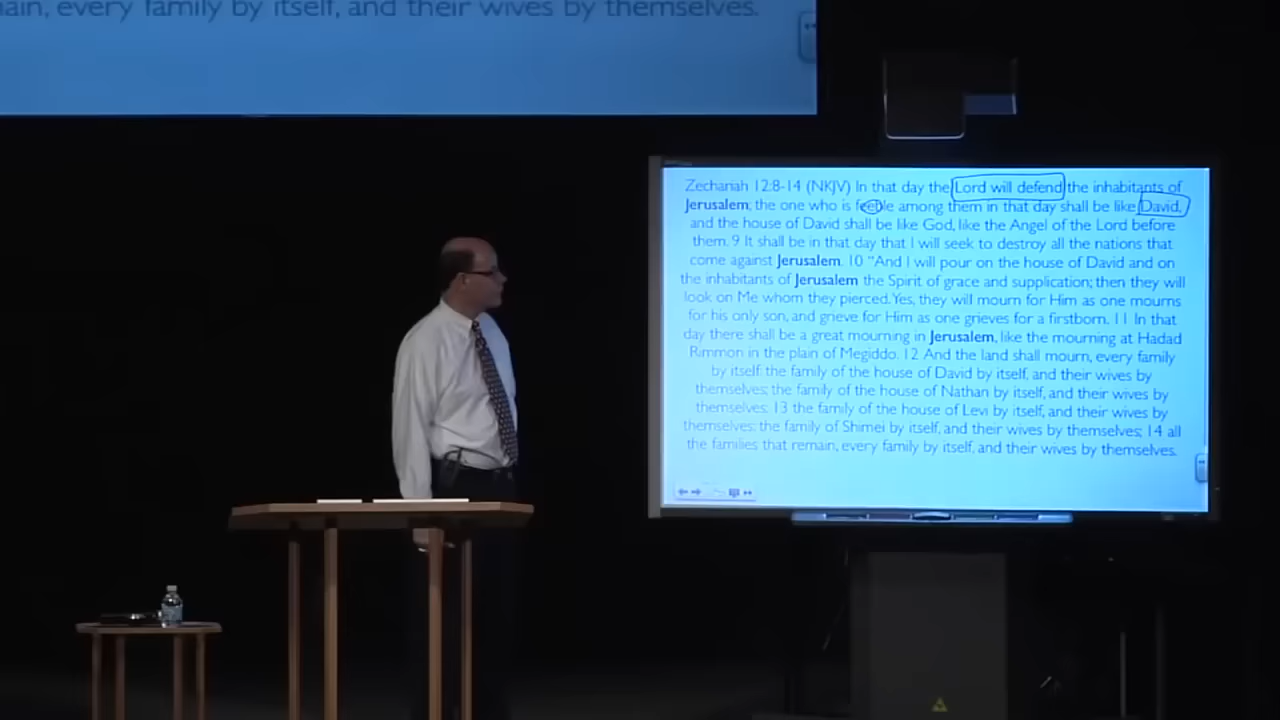 ain, every family by itself, and their wives by themselves.
Zechariah 12:8-14 (NKJV) In that day the Lord will defend the inhabitants of
Jerusalem; the one who is feeble among them in that day shall be like David,
and the house of David shall be like God, like the Angel of the Lord before
them. 9 It shall be in that day that I will seek to destroy all the nations that
come against Jerusalem. 10 "And I will pour on the house of David and on
the inhabitants of Jerusalem the Spirit of grace and supplication; then they will
look on Me whom they pierced. Yes, they will mourn for Him as one mourns
for his only son, and grieve for Him as one grieves for a firstborn. 11 In that
day there shall be a great mourning in Jerusalem, like the mourning at Hadad
Rimmon in the plain of Megiddo. 12 And the land shall mourn, every family
by itself: the family of the house of David by itself, and their wives by
themselves; the family of the house of Nathan by itself, and their wives by
themselves; 13 the family of the house of Levi by itself, and their wives by
themselves; the family of Shimei by itself, and their wives by themselves; 14 all
the families that remain, every family by itself, and their wives by themselves.